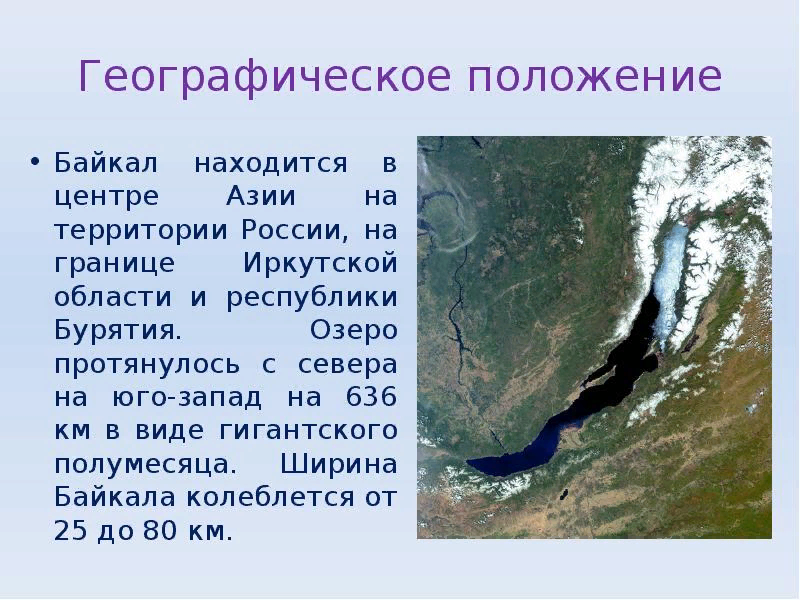 Географическое положение
• Байкал находится в
центре Азии на
территории России, на
границе Иркутской
области и республики
Бурятия. Озеро
протянулось с севера
на юго-запад на 636
км в виде гигантского
полумесяца. Ширина
Байкала колеблется от
25 до 80 км.